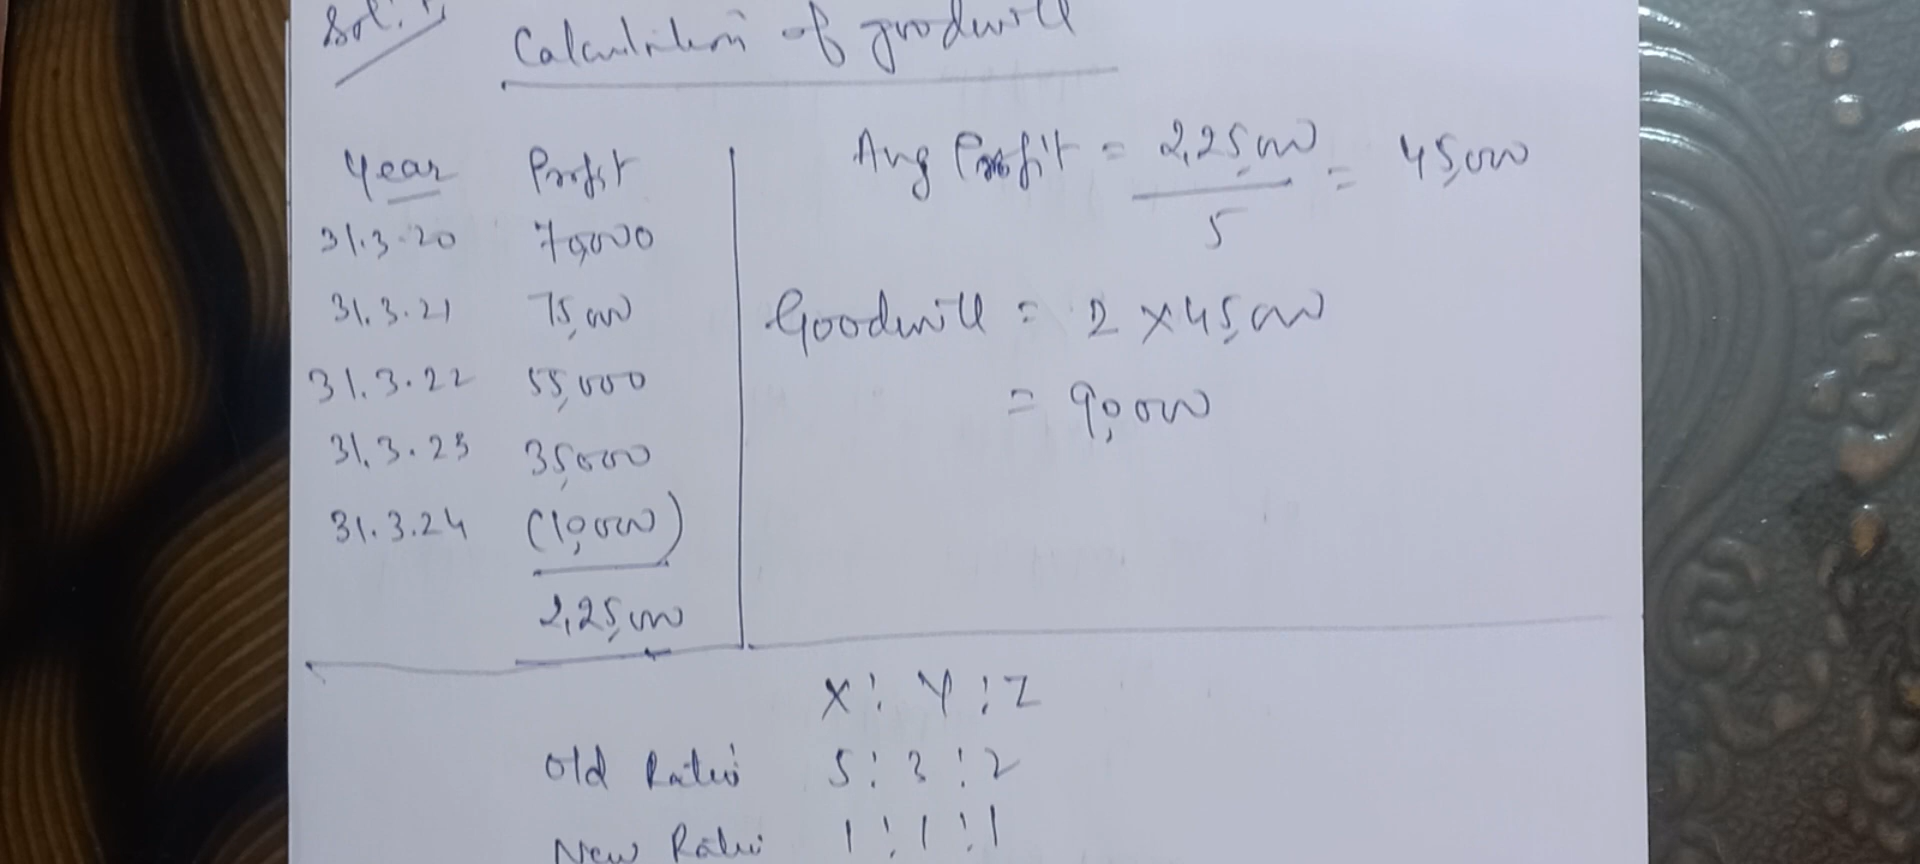 Sol: 1
Calculation of goodwill
Year Profit
31.3.20 70,000
31.3.21 75,000
31.3.22 55,000
31.3.23 35,000
31.3.24 (10,000)
2,25,000
Avg Profit = 2,25,000 / 5 = 45,000
Goodwill = 2 × 45,000
= 90,000
X : Y : Z
Old Ratio 5 : 3 : 2
New Ratio 1 : 1 : 1